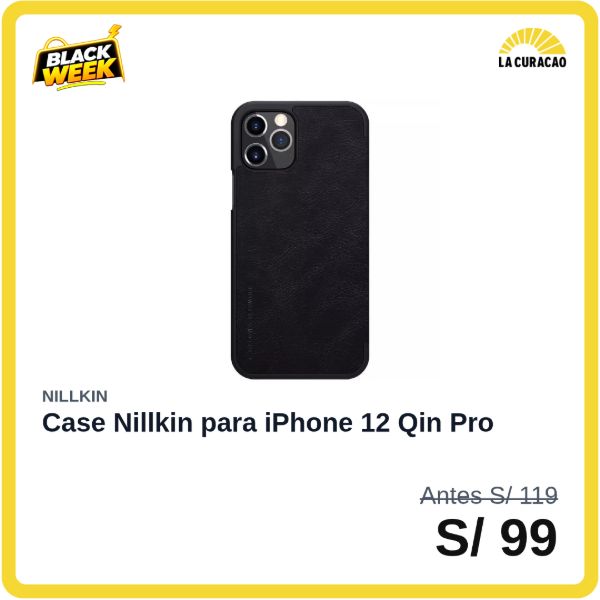 BLACK
WEEK
LA CURACAO
NILLKIN
Case Nillkin para iPhone 12 Qin Pro
Antes S/ 119
S/ 99